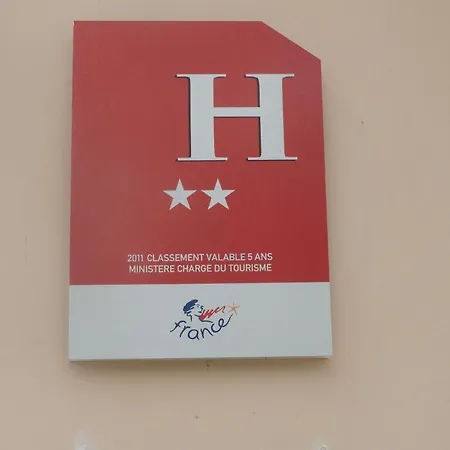 H
2011 CLASSEMENT VALABLE 5 ANS
MINISTERE CHARGE DU TOURISME
france